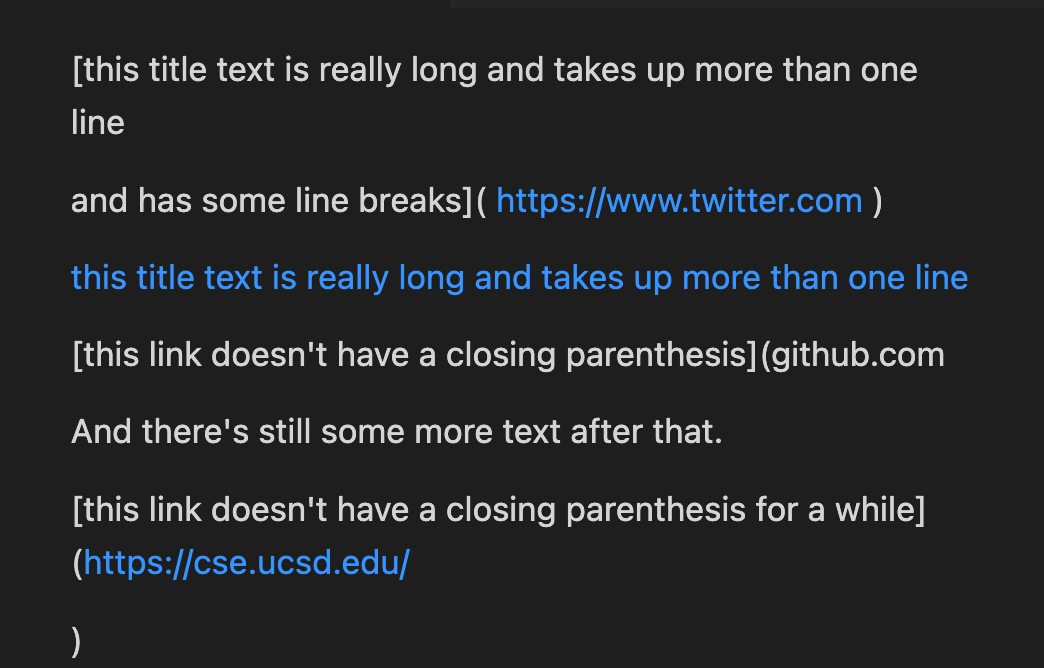 [this title text is really long and takes up more than one
line
and has some line breaks]( https://www.twitter.com )
this title text is really long and takes up more than one line
[this link doesn't have a closing parenthesis](github.com
And there's still some more text after that.
[this link doesn't have a closing parenthesis for a while]
(https://cse.ucsd.edu/
)